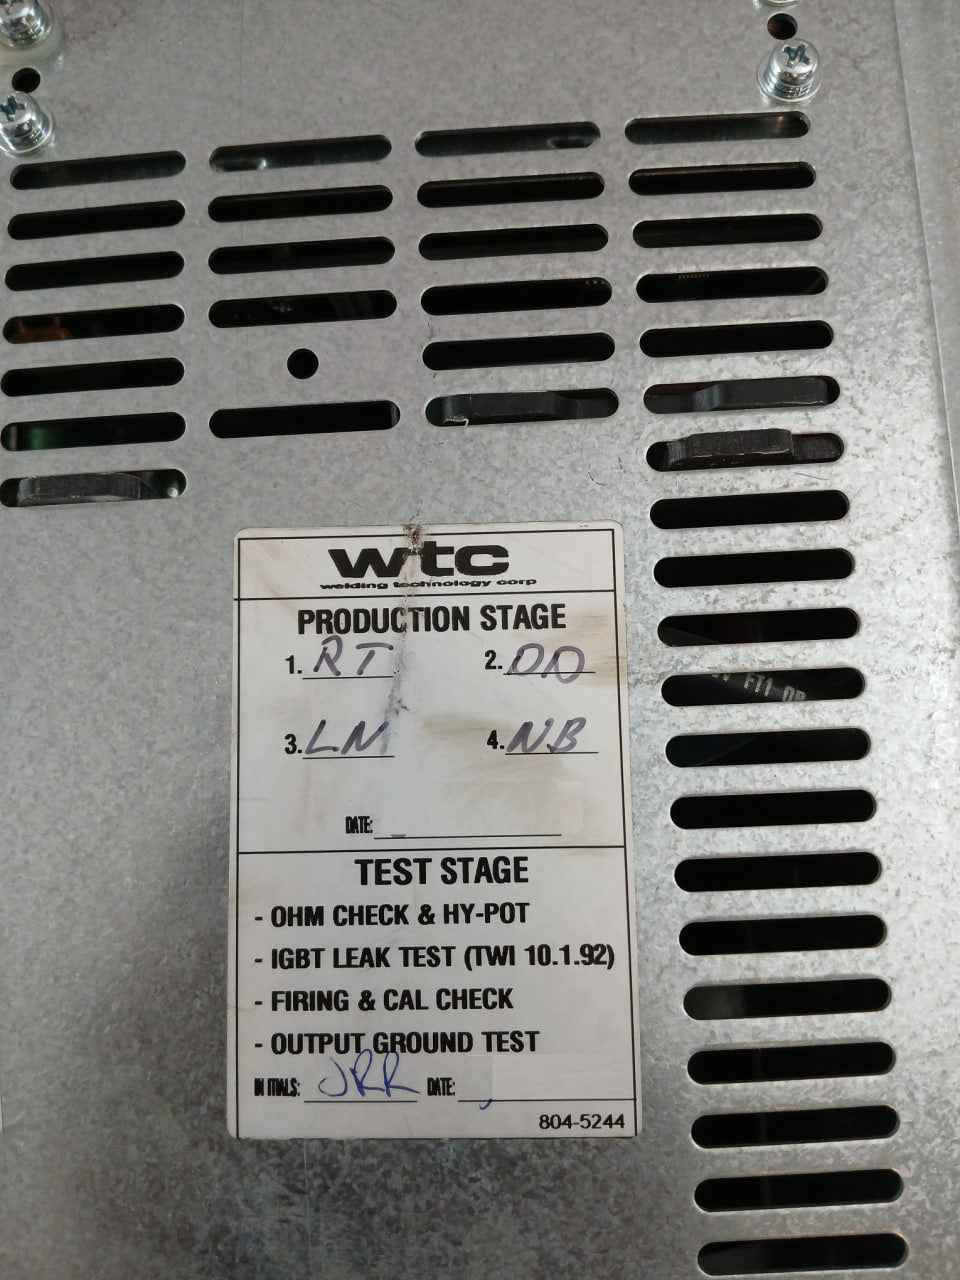 wtc
welding technology corp
PRODUCTION STAGE
1. RT 2. DD
3. LN 4. NB
DATE:
TEST STAGE
- OHM CHECK & HY-POT
- IGBT LEAK TEST (TWI 10.1.92)
- FIRING & CAL CHECK
- OUTPUT GROUND TEST
INITIALS: JRR DATE:
804-5244